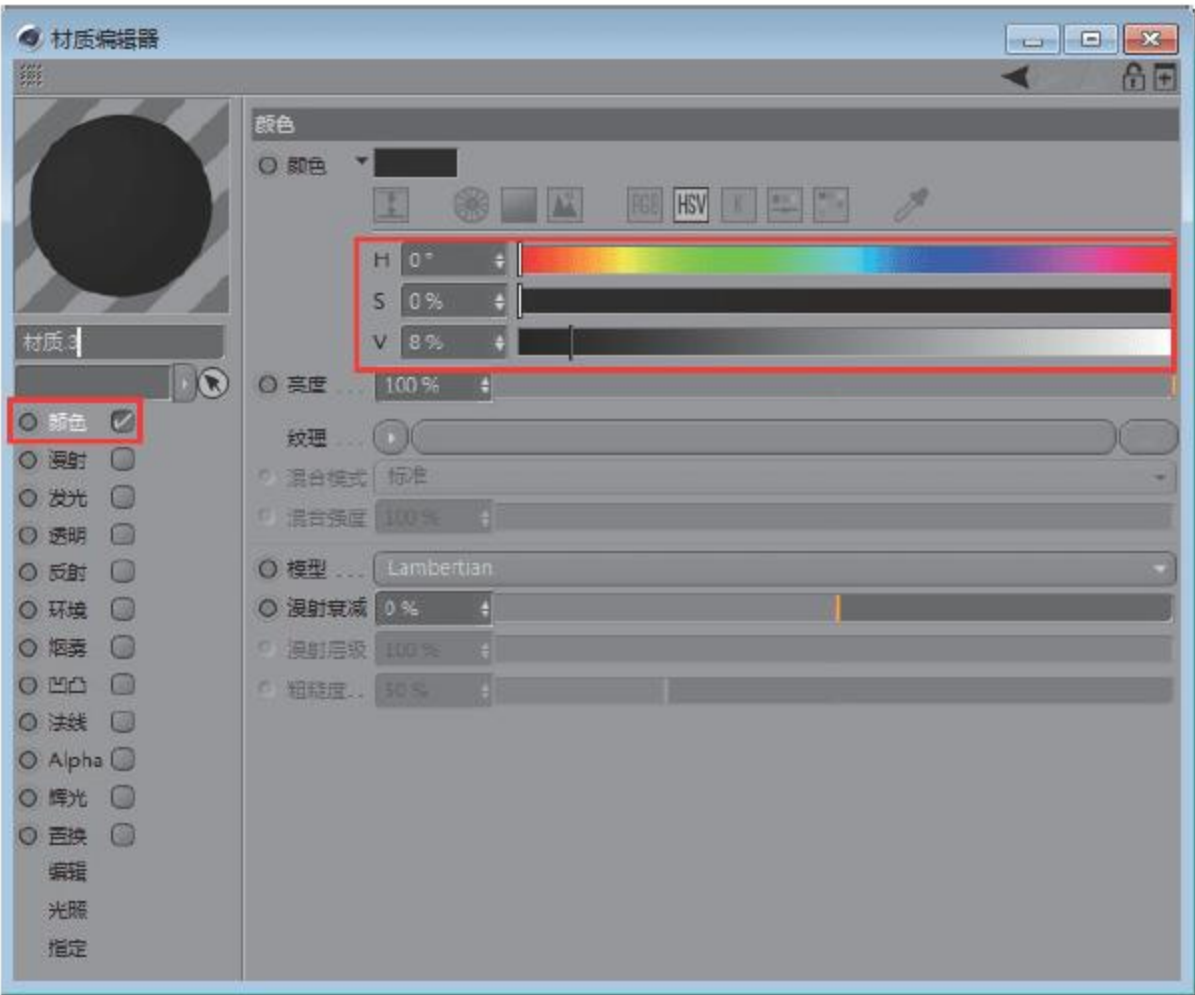 材质编辑器
颜色
颜色
RGB HSV K
H 0°
S 0%
V 8%
材质.3
亮度 ... 100%
颜色
纹理 ...
漫射
混合模式 标准
发光
混合强度 100%
透明
反射
模型 ... Lambertian
环境
漫射衰减 0%
烟雾
漫射层级 100%
凹凸
粗糙度.. 50%
法线
Alpha
辉光
置换
编辑
光照
指定